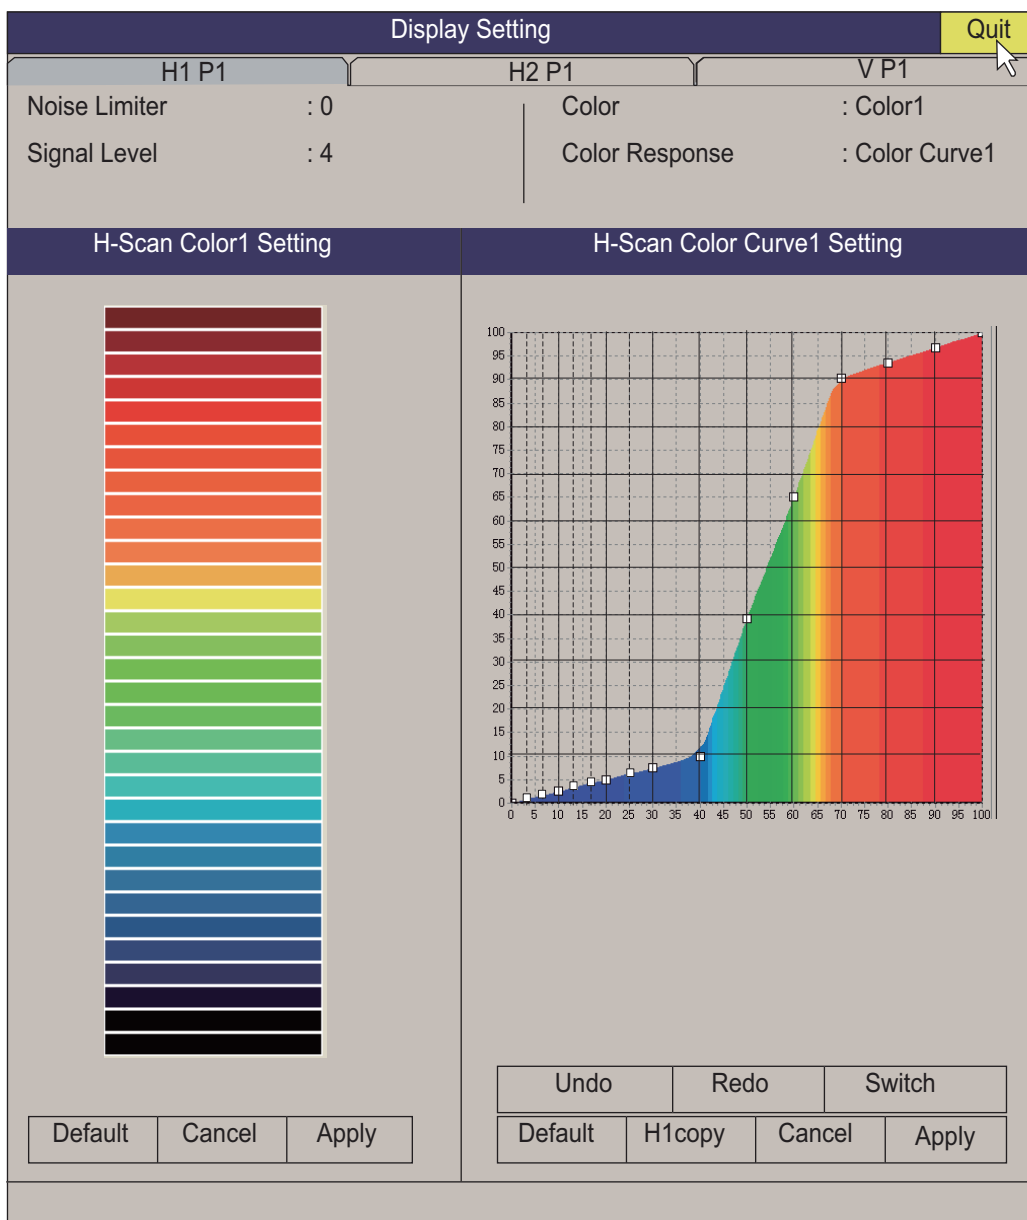 Display Setting Quit
H1 P1 H2 P1 V P1
Noise Limiter : 0 Color : Color1
Signal Level : 4 Color Response : Color Curve1
H-Scan Color1 Setting H-Scan Color Curve1 Setting
100
95
90
85
80
75
70
65
60
55
50
45
40
35
30
25
20
15
10
5
0
0 5 10 15 20 25 30 35 40 45 50 55 60 65 70 75 80 85 90 95 100
Undo Redo Switch
Default Cancel Apply Default H1copy Cancel Apply